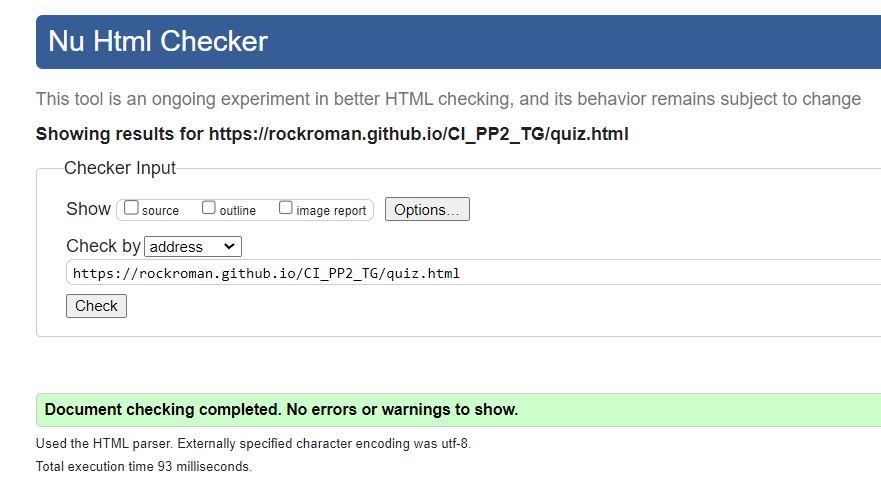 Nu Html Checker
This tool is an ongoing experiment in better HTML checking, and its behavior remains subject to change
Showing results for https://rockroman.github.io/CI_PP2_TG/quiz.html
Checker Input
Show source outline image report Options...
Check by address
https://rockroman.github.io/CI_PP2_TG/quiz.html
Check
Document checking completed. No errors or warnings to show.
Used the HTML parser. Externally specified character encoding was utf-8.
Total execution time 93 milliseconds.